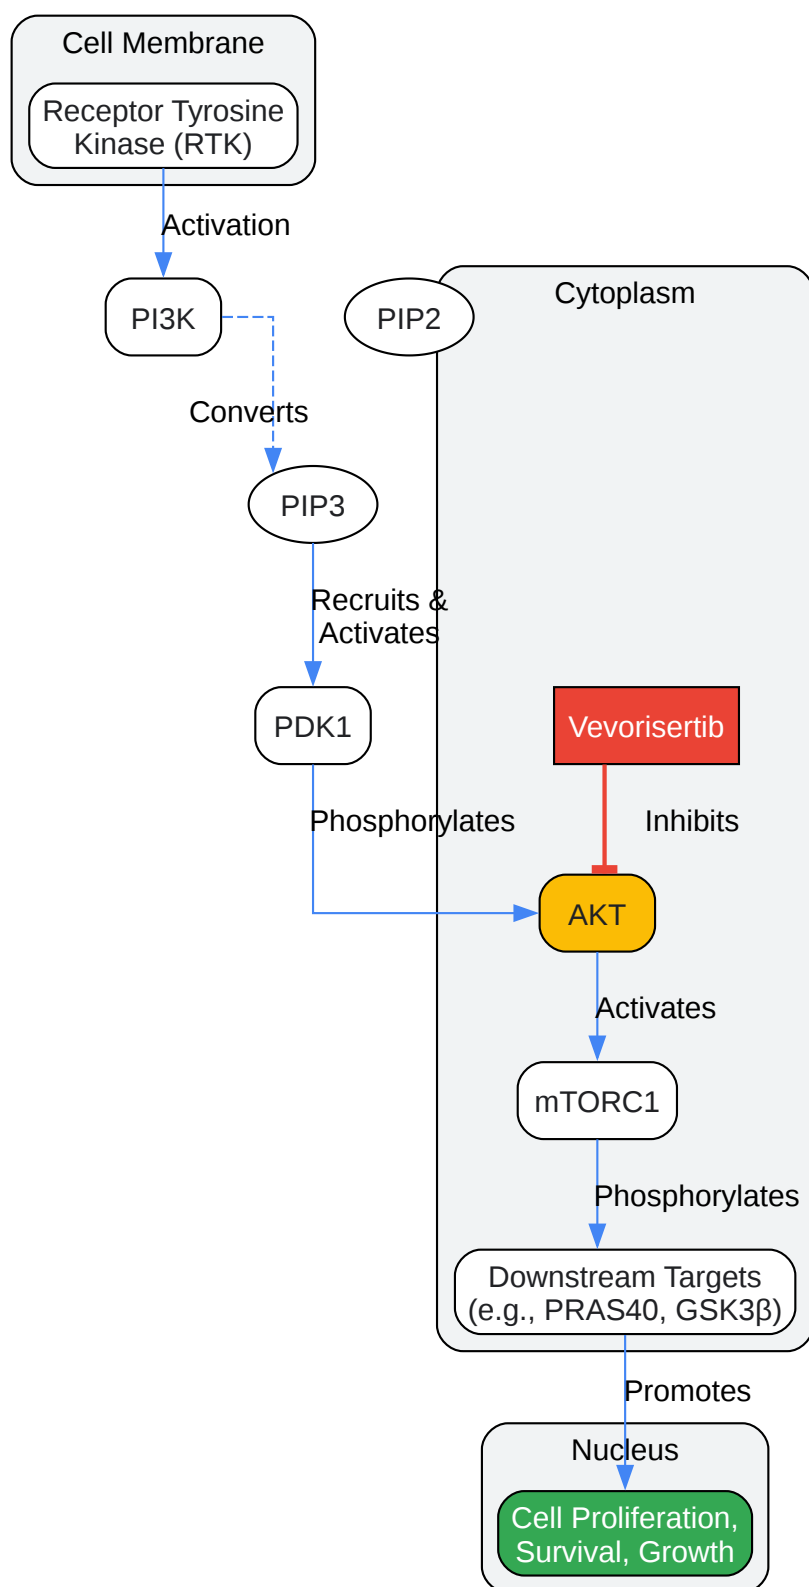 Cell Membrane
Receptor Tyrosine
Kinase (RTK)
Activation
PI3K
PIP2
Cytoplasm
Converts
PIP3
Recruits &
Activates
PDK1
Vevorisertib
Phosphorylates
Inhibits
AKT
Activates
mTORC1
Phosphorylates
Downstream Targets
(e.g., PRAS40, GSK3β)
Promotes
Nucleus
Cell Proliferation,
Survival, Growth